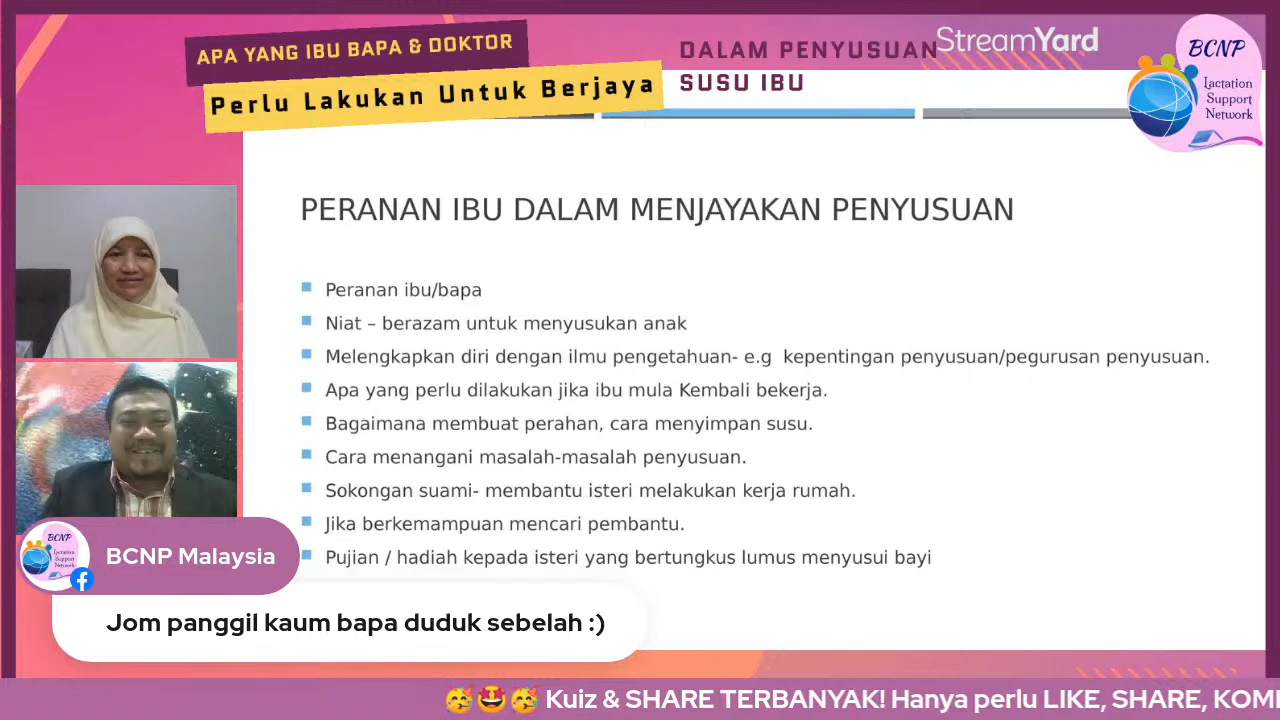 APA YANG IBU BAPA & DOKTOR
Perlu Lakukan Untuk Berjaya
DALAM PENYUSUAN
SUSU IBU
StreamYard
BCNP
Lactation
Support
Network
PERANAN IBU DALAM MENJAYAKAN PENYUSUAN
Peranan ibu/bapa
Niat – berazam untuk menyusukan anak
Melengkapkan diri dengan ilmu pengetahuan- e.g kepentingan penyusuan/pegurusan penyusuan.
Apa yang perlu dilakukan jika ibu mula Kembali bekerja.
Bagaimana membuat perahan, cara menyimpan susu.
Cara menangani masalah-masalah penyusuan.
Sokongan suami- membantu isteri melakukan kerja rumah.
Jika berkemampuan mencari pembantu.
Pujian / hadiah kepada isteri yang bertungkus lumus menyusui bayi
BCNP
Lactation
Support
Network
BCNP Malaysia
Jom panggil kaum bapa duduk sebelah :)
🥳🤩🥳 Kuiz & SHARE TERBANYAK! Hanya perlu LIKE, SHARE, KOM